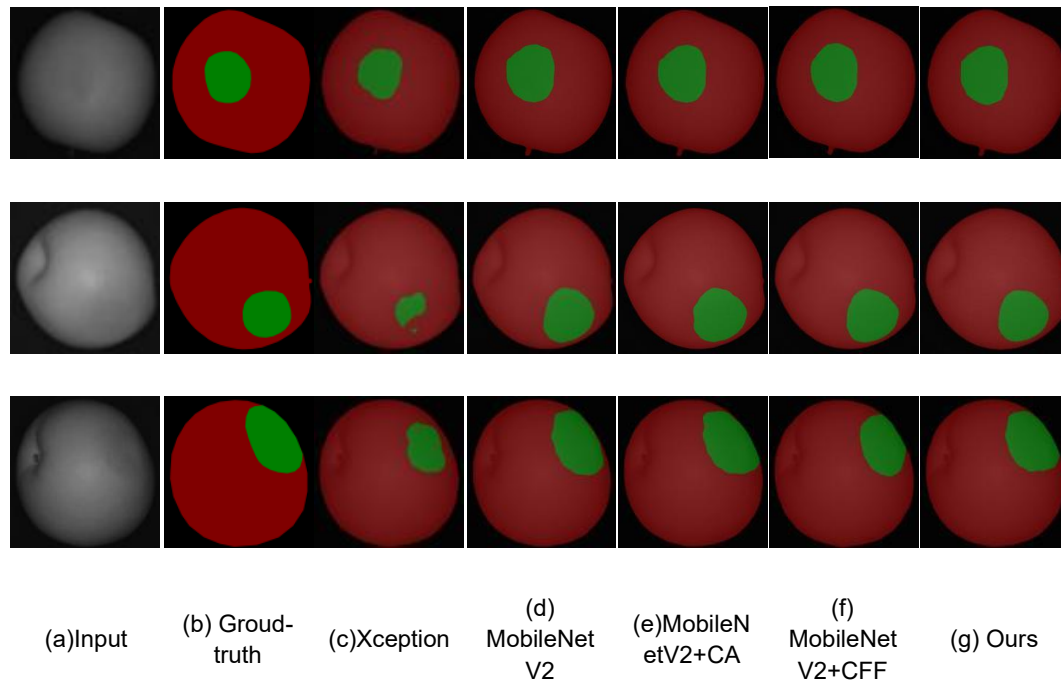 (a)Input
(b) Groud-
truth
(c)Xception
(d)
MobileNet
V2
(e)MobileN
etV2+CA
(f)
MobileNet
V2+CFF
(g) Ours